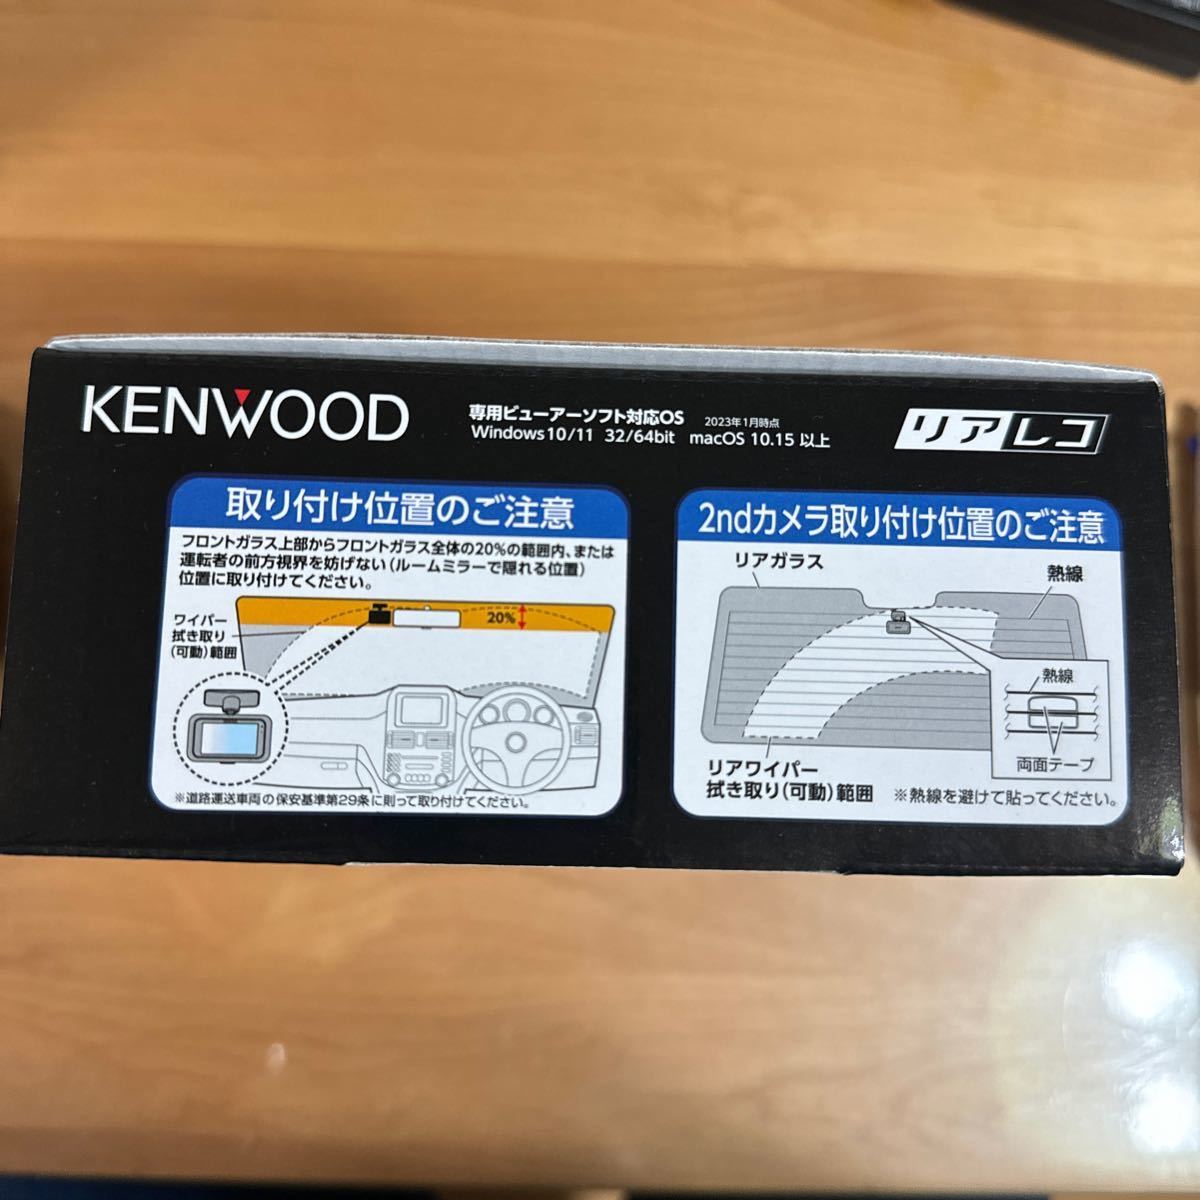 KENWOOD
専用ビューアーソフト対応OS 2023年1月時点
Windows10/11 32/64bit macOS 10.15 以上
リアレコ
取り付け位置のご注意
フロントガラス上部からフロントガラス全体の20%の範囲内、または
運転者の前方視界を妨げない(ルームミラーで隠れる位置)
位置に取り付けてください。
ワイパー
拭き取り
(可動)範囲
20%
※道路運送車両の保安基準第29条に則って取り付けてください。
2ndカメラ取り付け位置のご注意
リアガラス
熱線
熱線
両面テープ
リアワイパー
拭き取り(可動)範囲
※熱線を避けて貼ってください。